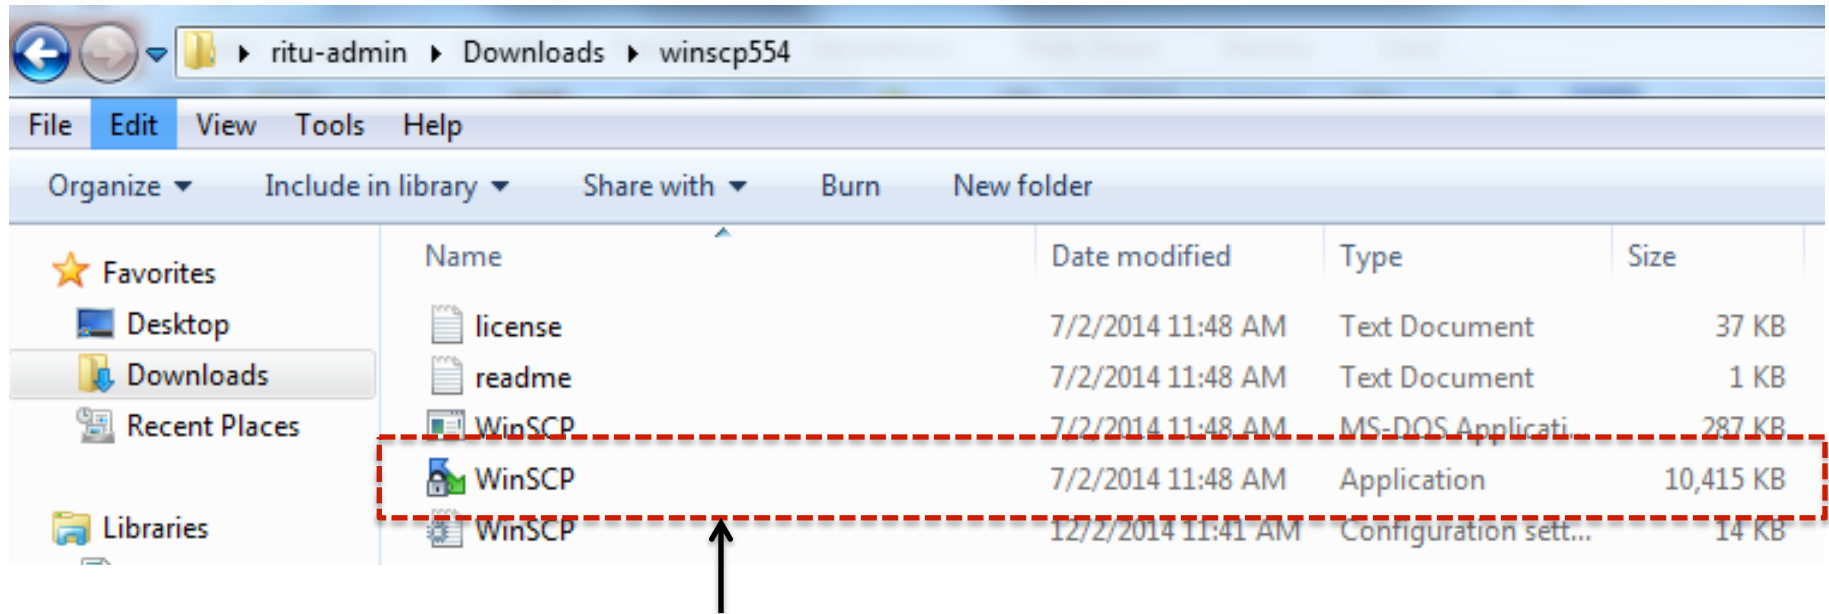 ritu-admin Downloads winscp554
File Edit View Tools Help
Organize Include in library Share with Burn New folder
Favorites
Desktop
Downloads
Recent Places
Libraries
Name Date modified Type Size
license 7/2/2014 11:48 AM Text Document 37 KB
readme 7/2/2014 11:48 AM Text Document 1 KB
WinSCP 7/2/2014 11:48 AM MS-DOS Applicati... 287 KB
WinSCP 7/2/2014 11:48 AM Application 10,415 KB
WinSCP 12/2/2014 11:41 AM Configuration sett... 14 KB